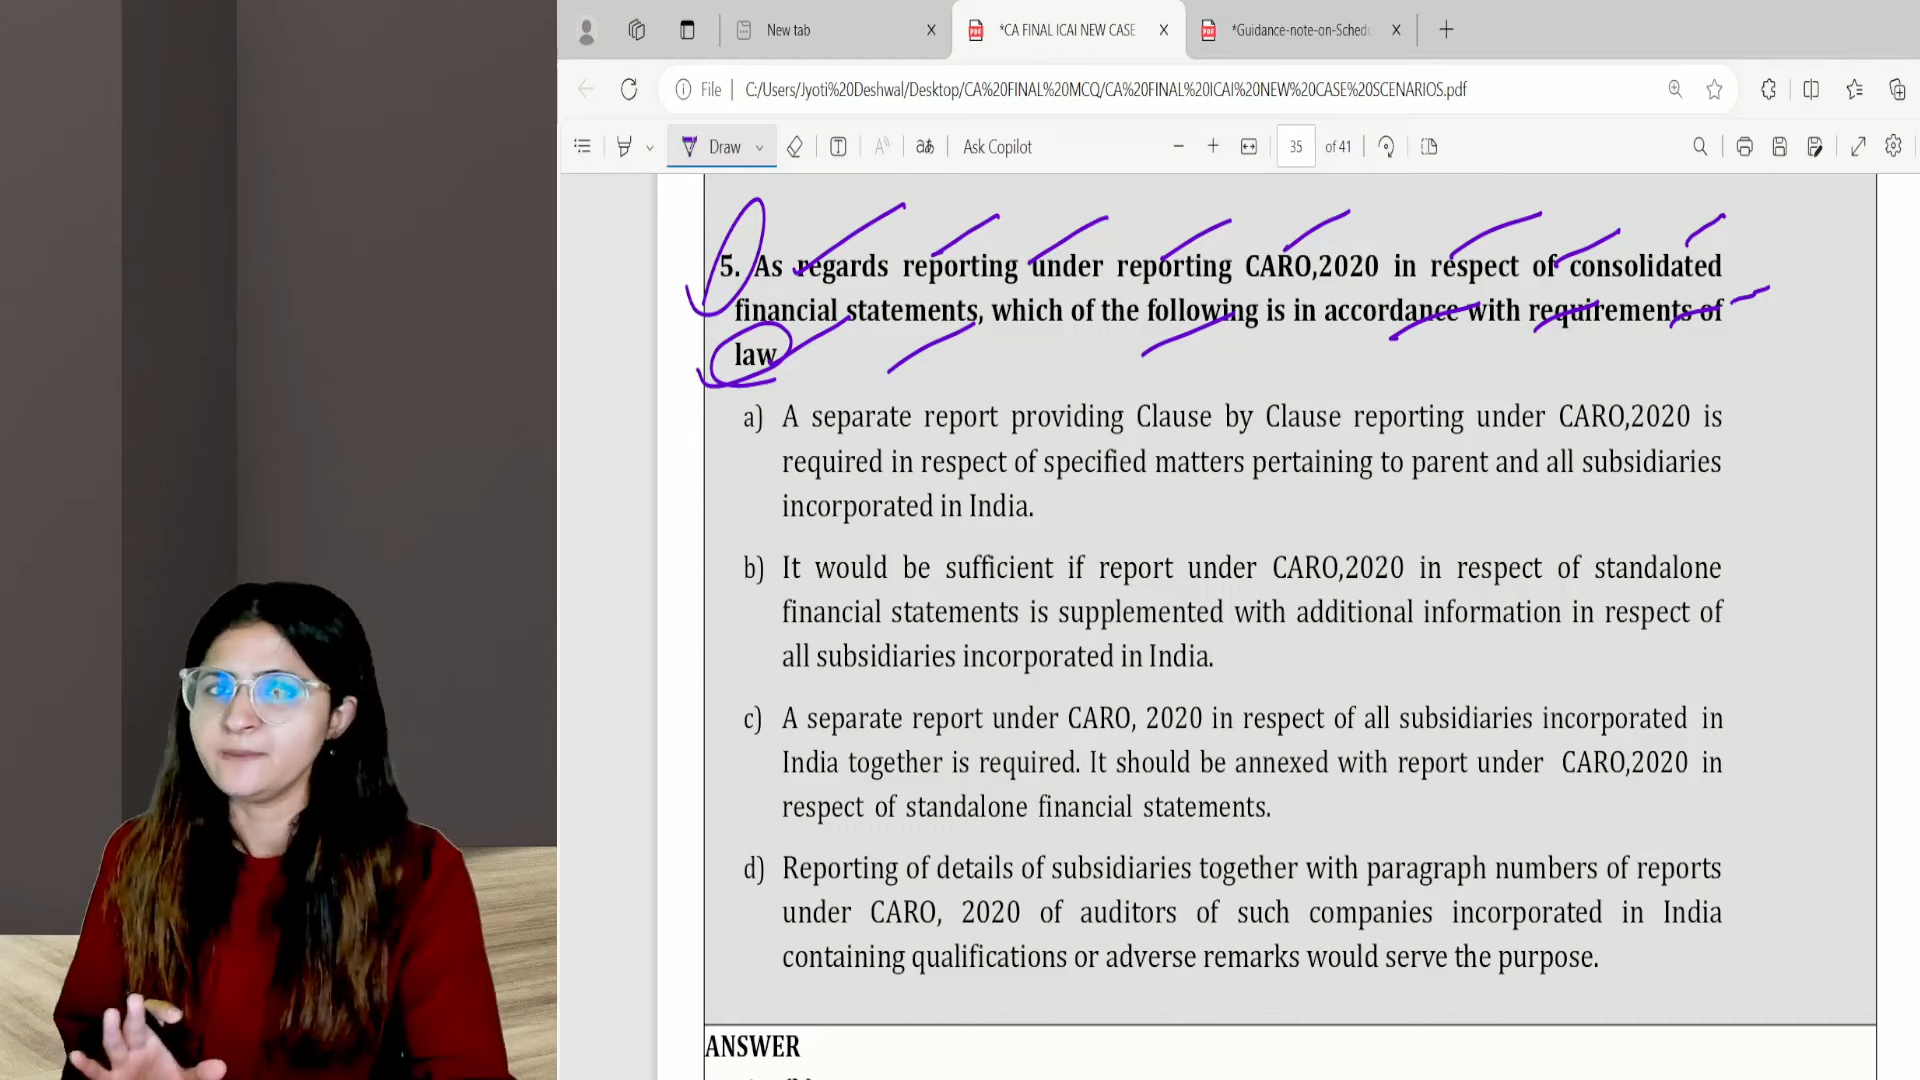 New tab
*CA FINAL ICAI NEW CASE
*Guidance-note-on-Sched
File
C:/Users/Jyoti%20Deshwal/Desktop/CA%20FINAL%20MCQ/CA%20FINAL%20ICAI%20NEW%20CASE%20SCENARIOS.pdf
Draw
Ask Copilot
35 of 41
5. As regards reporting under reporting CARO,2020 in respect of consolidated
financial statements, which of the following is in accordance with requirements of
law
a) A separate report providing Clause by Clause reporting under CARO,2020 is
required in respect of specified matters pertaining to parent and all subsidiaries
incorporated in India.
b) It would be sufficient if report under CARO,2020 in respect of standalone
financial statements is supplemented with additional information in respect of
all subsidiaries incorporated in India.
c) A separate report under CARO, 2020 in respect of all subsidiaries incorporated in
India together is required. It should be annexed with report under CARO,2020 in
respect of standalone financial statements.
d) Reporting of details of subsidiaries together with paragraph numbers of reports
under CARO, 2020 of auditors of such companies incorporated in India
containing qualifications or adverse remarks would serve the purpose.
ANSWER